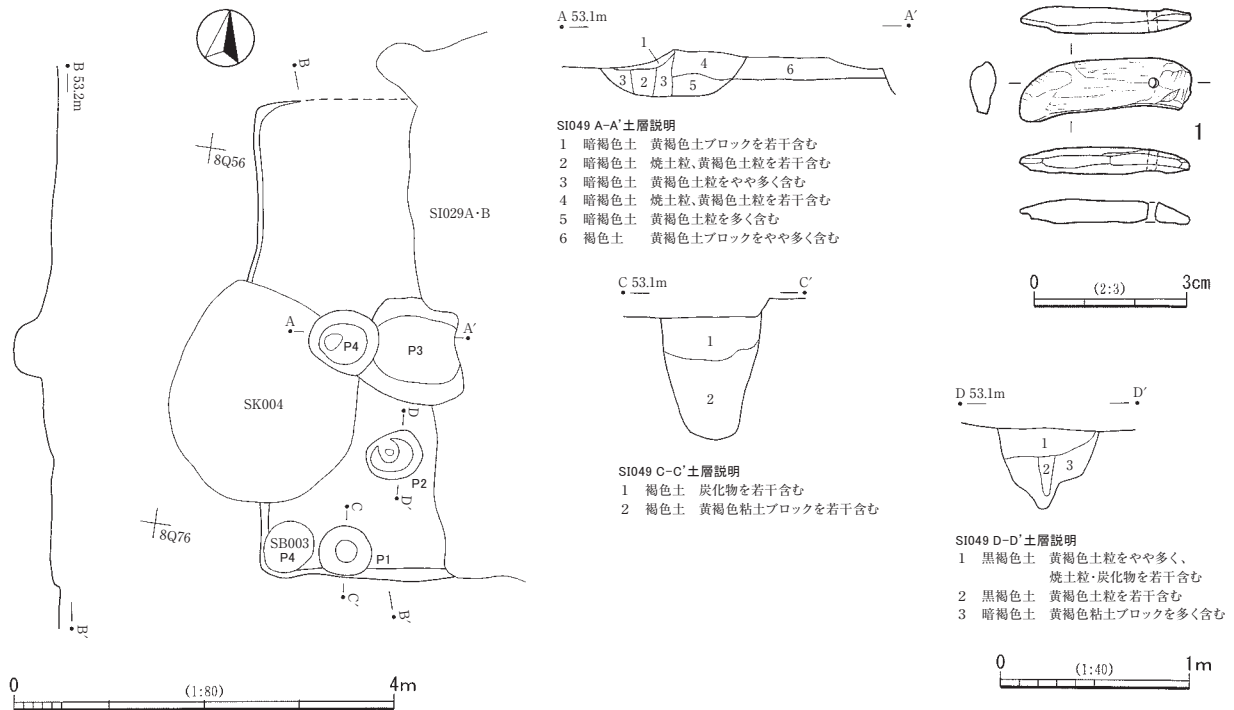 B 53.2m
B
8Q56
SI029A・B
A
A′
P4
P3
SK004
D
P2
D′
C
8Q76
SB003
P4
P1
C′
B′
B′
0 (1:80) 4m
A 53.1m A′
1
3 2 3 4 5 6
SI049 A-A'土層説明
1 暗褐色土 黄褐色土ブロックを若干含む
2 暗褐色土 焼土粒、黄褐色土粒を若干含む
3 暗褐色土 黄褐色土粒をやや多く含む
4 暗褐色土 焼土粒、黄褐色土粒を若干含む
5 暗褐色土 黄褐色土粒を多く含む
6 褐色土 黄褐色土ブロックをやや多く含む
C 53.1m C′
1
2
SI049 C-C'土層説明
1 褐色土 炭化物を若干含む
2 褐色土 黄褐色粘土ブロックを若干含む
1
0 (2:3) 3cm
D 53.1m D′
1
2 3
SI049 D-D'土層説明
1 黒褐色土 黄褐色土粒をやや多く、
焼土粒・炭化物を若干含む
2 黒褐色土 黄褐色土粒を若干含む
3 暗褐色土 黄褐色粘土ブロックを多く含む
0 (1:40) 1m